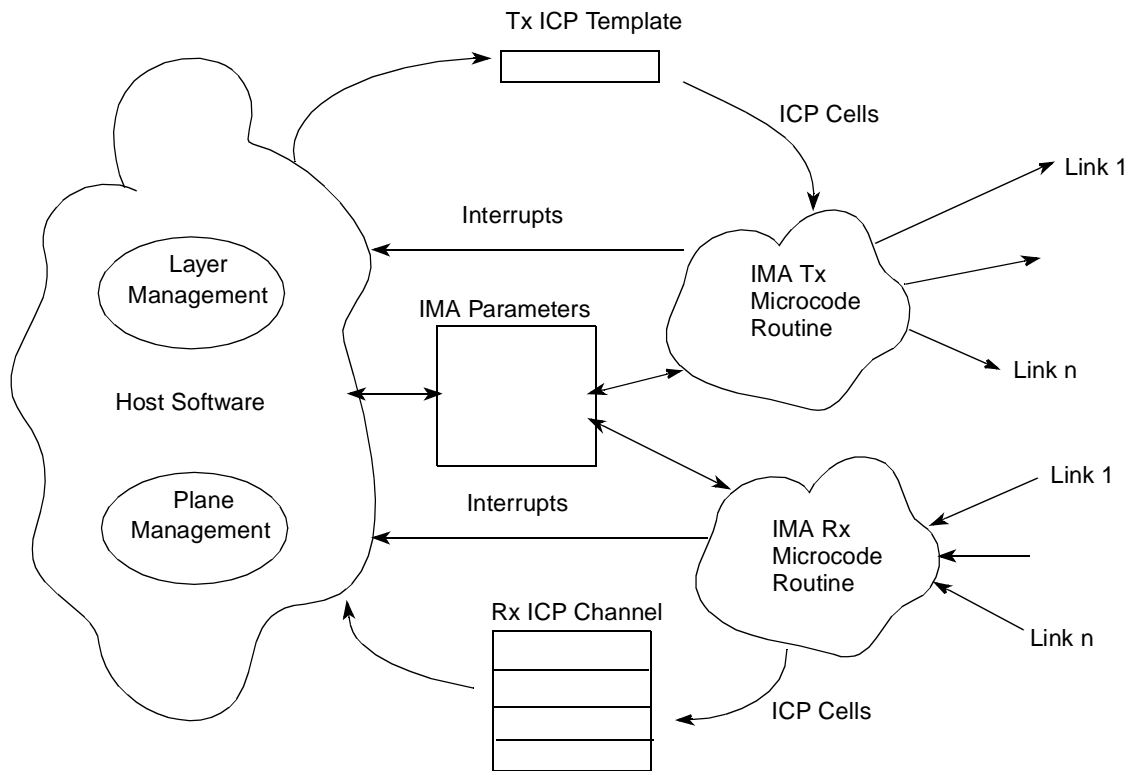 Tx ICP Template
ICP Cells
Link 1
Interrupts
Layer
Management
IMA Tx
Microcode
Routine
IMA Parameters
Link n
Host Software
Plane
Management
Interrupts
Link 1
IMA Rx
Microcode
Routine
Rx ICP Channel
Link n
ICP Cells